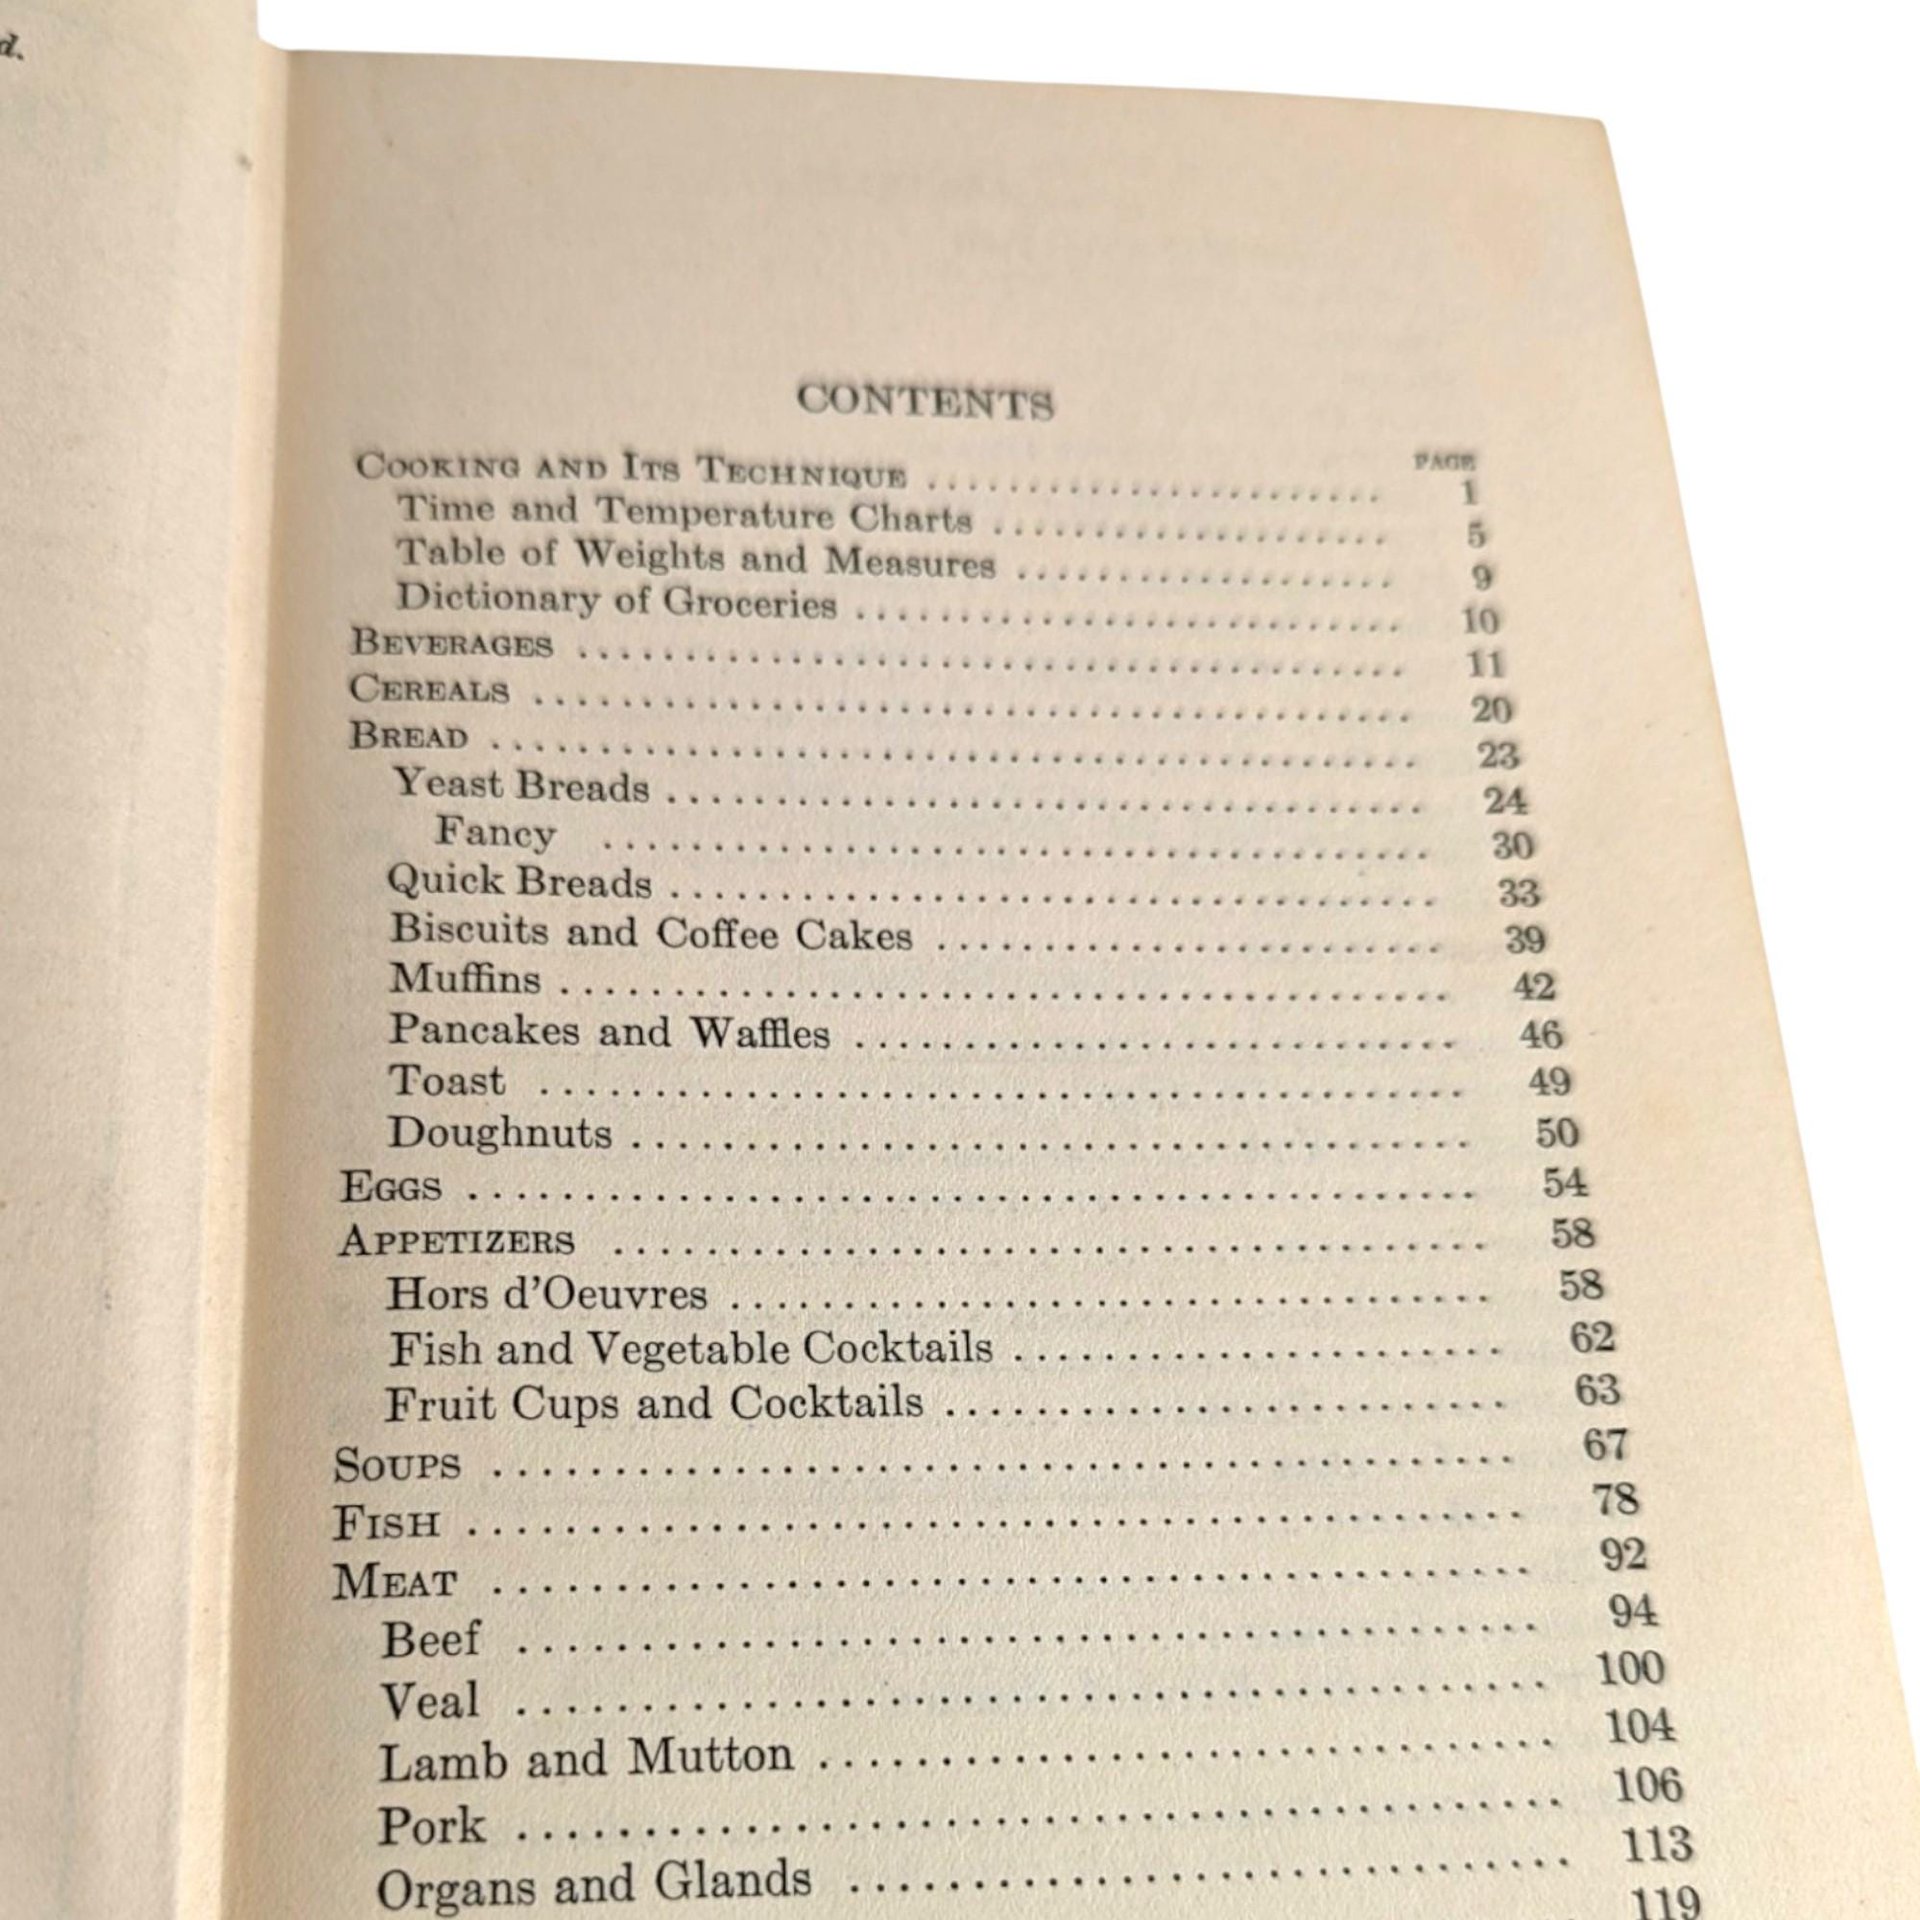 d.
CONTENTS
PAGE
COOKING AND ITS TECHNIQUE ........................ 1
Time and Temperature Charts .................... 5
Table of Weights and Measures .................. 9
Dictionary of Groceries .......................... 10
BEVERAGES ........................................ 11
CEREALS .......................................... 20
BREAD ............................................ 23
Yeast Breads ................................... 24
Fancy ........................................ 30
Quick Breads ................................... 33
Biscuits and Coffee Cakes ....................... 39
Muffins ........................................ 42
Pancakes and Waffles ........................... 46
Toast .......................................... 49
Doughnuts ...................................... 50
EGGS ............................................. 54
APPETIZERS ....................................... 58
Hors d'Oeuvres ................................. 58
Fish and Vegetable Cocktails ..................... 62
Fruit Cups and Cocktails ......................... 63
SOUPS ............................................ 67
FISH ............................................. 78
MEAT ............................................. 92
Beef ........................................... 94
Veal ........................................... 100
Lamb and Mutton ................................ 104
Pork ........................................... 106
Organs and Glands .............................. 113
119